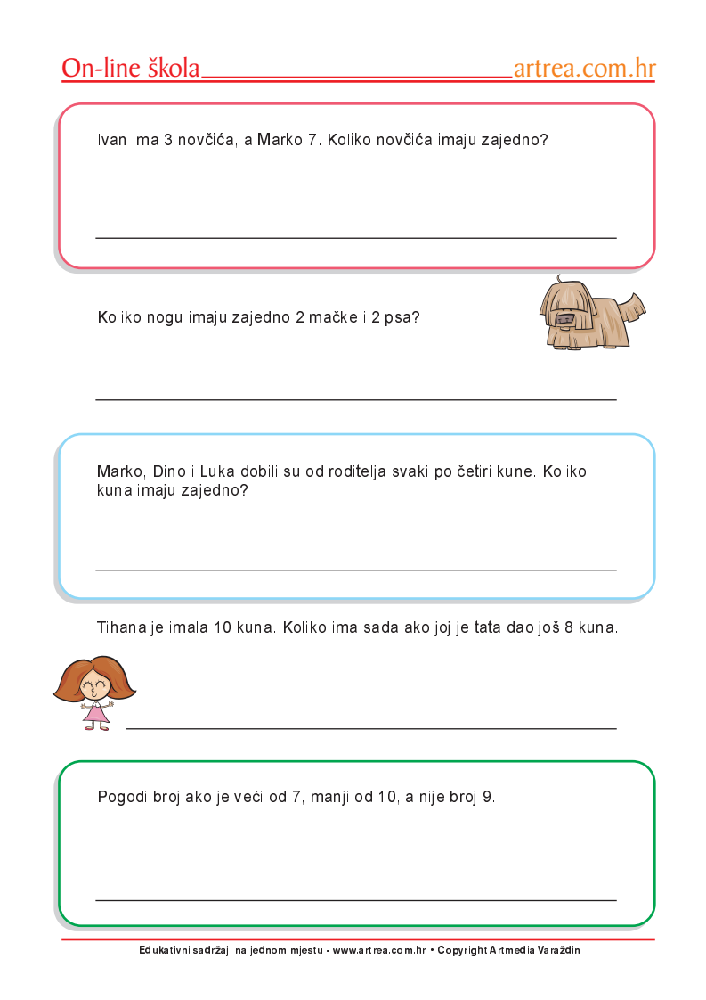 On-line škola artrea.com.hr
Ivan ima 3 novčića, a Marko 7. Koliko novčića imaju zajedno?
Koliko nogu imaju zajedno 2 mačke i 2 psa?
Marko, Dino i Luka dobili su od roditelja svaki po četiri kune. Koliko
kuna imaju zajedno?
Tihana je imala 10 kuna. Koliko ima sada ako joj je tata dao još 8 kuna.
Pogodi broj ako je veći od 7, manji od 10, a nije broj 9.
Edukativni sadržaji na jednom mjestu - www.artrea.com.hr • Copyright Artmedia Varaždin